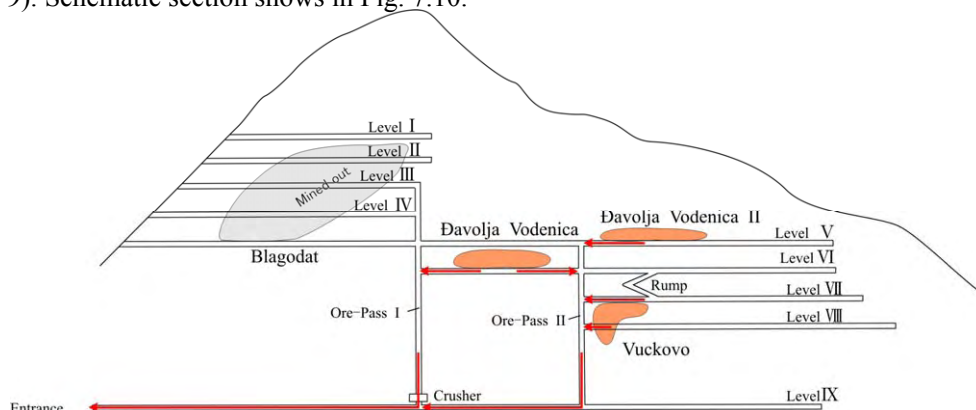 9). Schematic section shows in Fig. 7.10.
Level Ⅰ
Level Ⅱ
Level Ⅲ
Mined out
Level Ⅳ
Đavolja Vodenica
Đavolja Vodenica Ⅱ
Level Ⅴ
Blagodat
Level Ⅵ
Rump
Level Ⅶ
Ore-Pass Ⅰ
Ore-Pass Ⅱ
Level Ⅷ
Vuckovo
Crusher
Level Ⅸ
Entrance